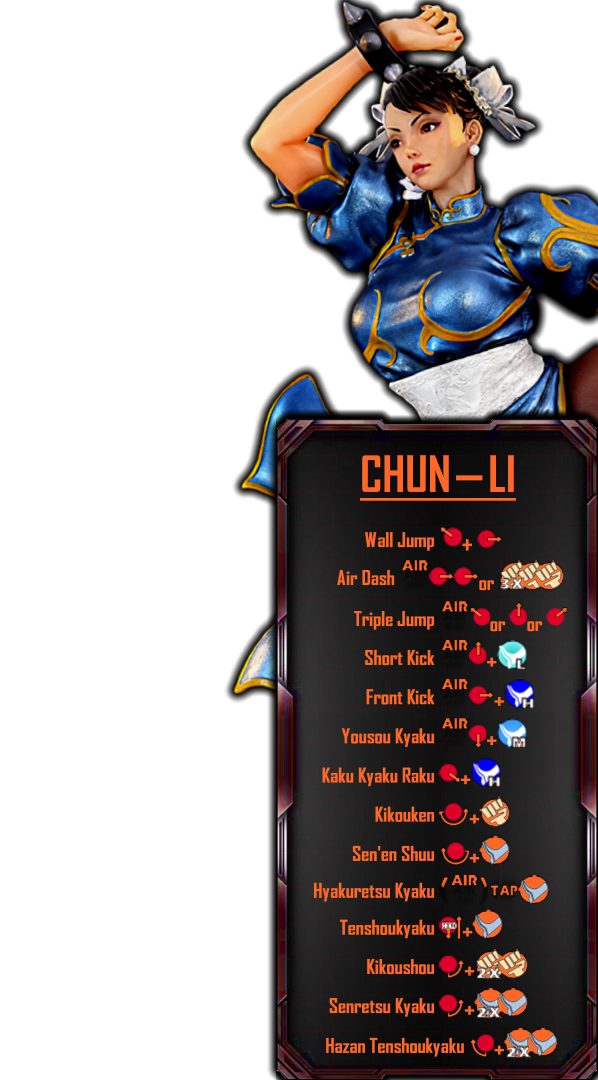 CHUN-LI
Wall Jump +
Air Dash AIR or 3X
Triple Jump AIR or or
Short Kick AIR + L
Front Kick AIR + H
Yousou Kyaku AIR + M
Kaku Kyaku Raku + H
Kikouken +
Sen'en Shuu +
Hyakuretsu Kyaku (AIR) TAP
Tenshoukyaku HOLD +
Kikoushou + 2X
Senretsu Kyaku + 2X
Hazan Tenshoukyaku + 2X